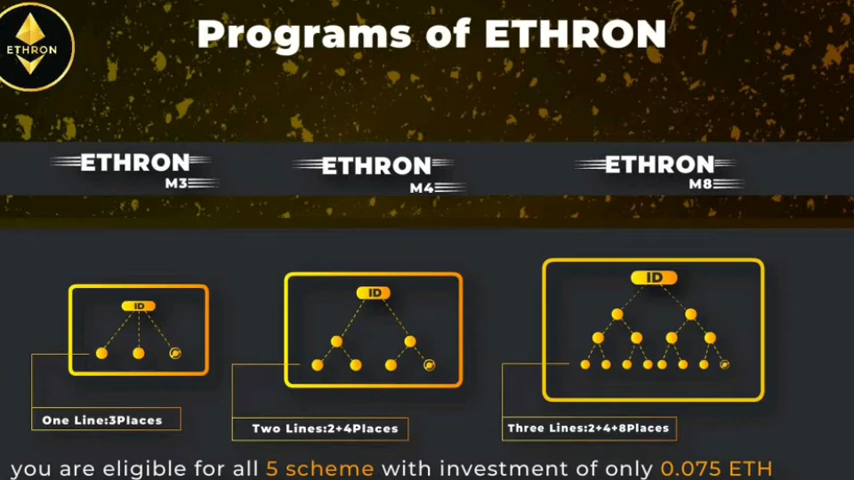 ETHRON
Programs of ETHRON
ETHRON
M3
ETHRON
M4
ETHRON
M8
ID
ID
ID
One Line:3Places
Two Lines:2+4Places
Three Lines:2+4+8Places
you are eligible for all 5 scheme with investment of only 0.075 ETH